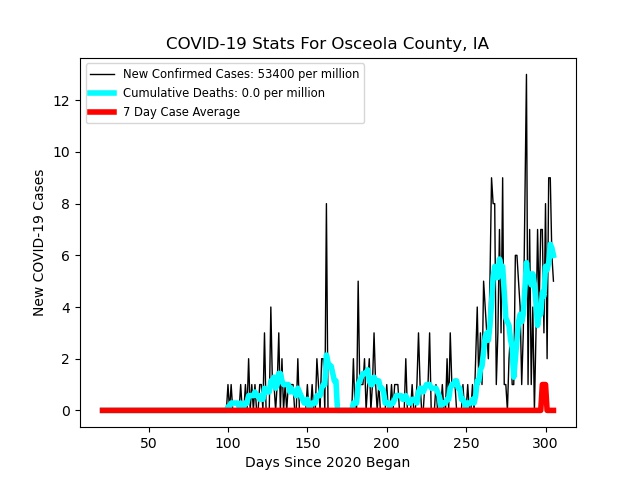 COVID-19 Stats For Osceola County, IA
New Confirmed Cases: 53400 per million
Cumulative Deaths: 0.0 per million
7 Day Case Average
New COVID-19 Cases
12
10
8
6
4
2
0
50 100 150 200 250 300
Days Since 2020 Began